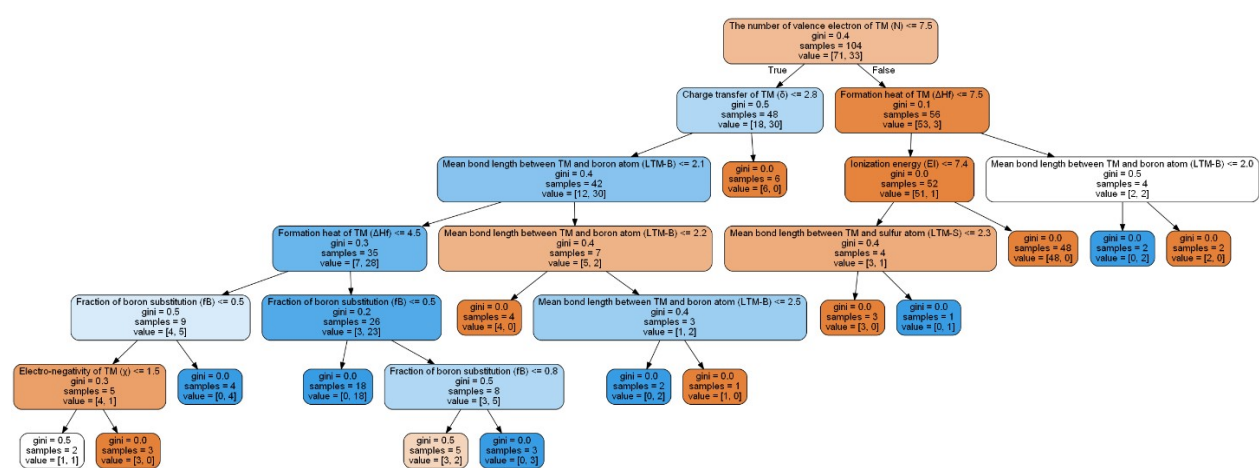 The number of valence electron of TM (N) <= 7.5
gini = 0.4
samples = 104
value = [71, 33]
True
False
Charge transfer of TM (δ) <= 2.8
gini = 0.5
samples = 48
value = [18, 30]
Formation heat of TM (ΔHf) <= 7.5
gini = 0.1
samples = 56
value = [53, 3]
Mean bond length between TM and boron atom (LTM-B) <= 2.1
gini = 0.4
samples = 42
value = [12, 30]
gini = 0.0
samples = 6
value = [6, 0]
Ionization energy (EI) <= 7.4
gini = 0.0
samples = 52
value = [51, 1]
Mean bond length between TM and boron atom (LTM-B) <= 2.0
gini = 0.5
samples = 4
value = [2, 2]
Formation heat of TM (ΔHf) <= 4.5
gini = 0.3
samples = 35
value = [7, 28]
Mean bond length between TM and boron atom (LTM-B) <= 2.2
gini = 0.4
samples = 7
value = [5, 2]
Mean bond length between TM and sulfur atom (LTM-S) <= 2.3
gini = 0.4
samples = 4
value = [3, 1]
gini = 0.0
samples = 48
value = [48, 0]
gini = 0.0
samples = 2
value = [0, 2]
gini = 0.0
samples = 2
value = [2, 0]
Fraction of boron substitution (fB) <= 0.5
gini = 0.5
samples = 9
value = [4, 5]
Fraction of boron substitution (fB) <= 0.5
gini = 0.2
samples = 26
value = [3, 23]
gini = 0.0
samples = 4
value = [4, 0]
Mean bond length between TM and boron atom (LTM-B) <= 2.5
gini = 0.4
samples = 3
value = [1, 2]
gini = 0.0
samples = 3
value = [3, 0]
gini = 0.0
samples = 1
value = [0, 1]
Electro-negativity of TM (χ) <= 1.5
gini = 0.3
samples = 5
value = [4, 1]
gini = 0.0
samples = 4
value = [0, 4]
gini = 0.0
samples = 18
value = [0, 18]
Fraction of boron substitution (fB) <= 0.8
gini = 0.5
samples = 8
value = [3, 5]
gini = 0.0
samples = 2
value = [0, 2]
gini = 0.0
samples = 1
value = [1, 0]
gini = 0.5
samples = 2
value = [1, 1]
gini = 0.0
samples = 3
value = [3, 0]
gini = 0.5
samples = 5
value = [3, 2]
gini = 0.0
samples = 3
value = [0, 3]